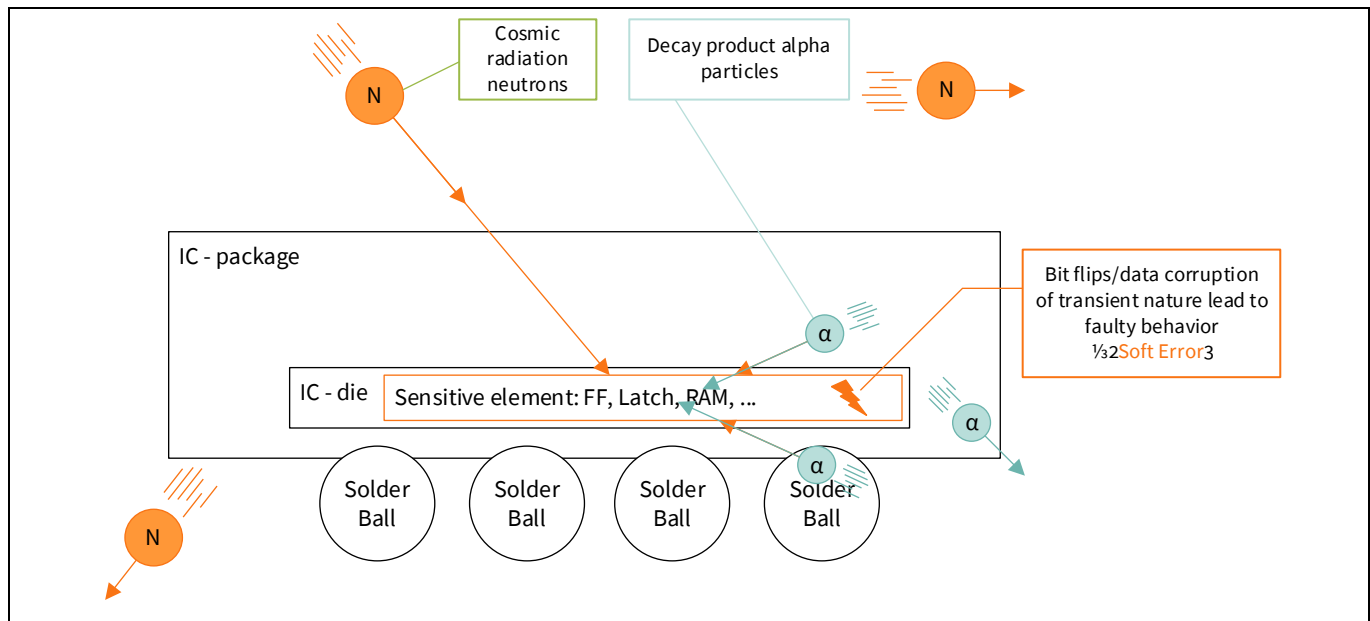 Cosmic
radiation
neutrons
Decay product alpha
particles
N
N
IC - package
Bit flips/data corruption
of transient nature lead to
faulty behavior
⅓2Soft Error3
α
IC - die
Sensitive element: FF, Latch, RAM, ...
α
α
Solder
Ball
Solder
Ball
Solder
Ball
Solder
Ball
N